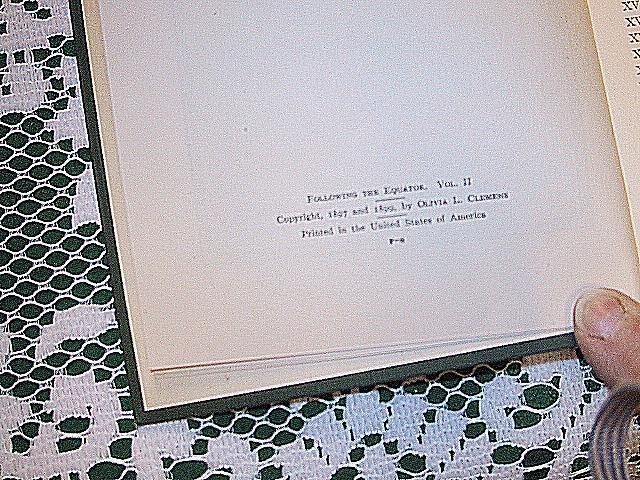 Following the Equator. Vol. II
Copyright, 1897 and 1899, by Olivia L. Clemens
Printed in the United States of America
XV